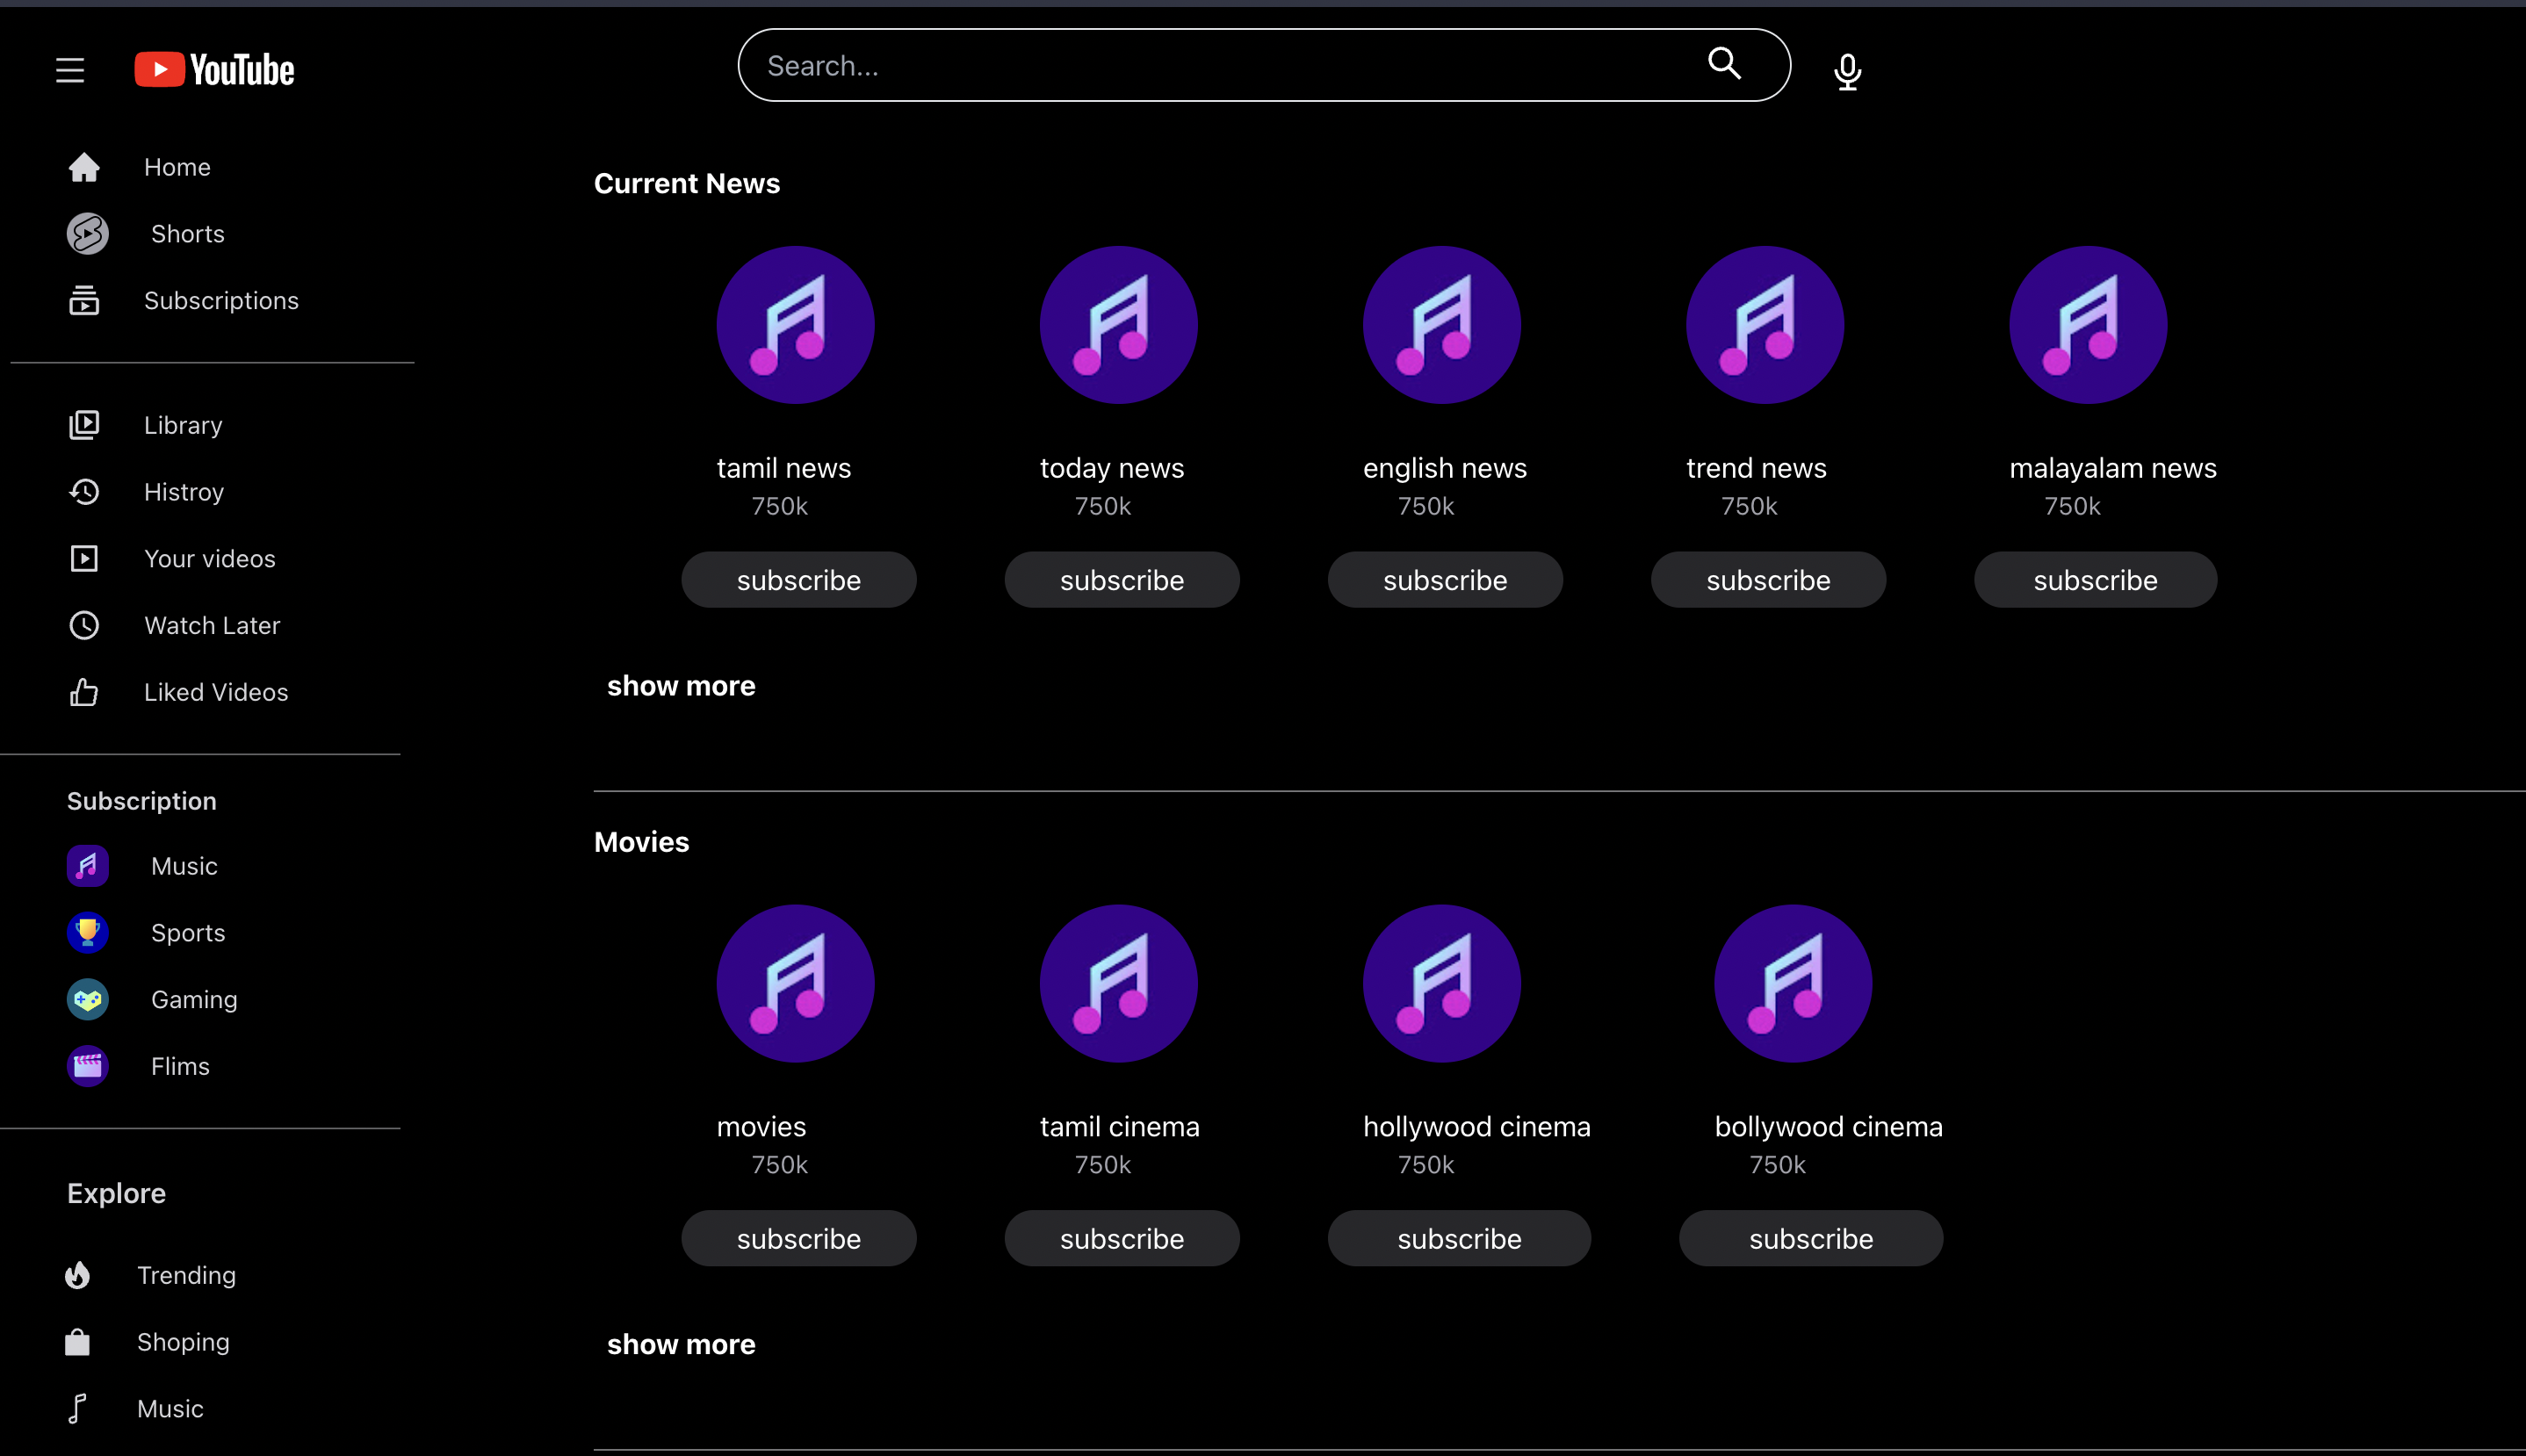 YouTube
Search...
Home
Shorts
Subscriptions
Library
Histroy
Your videos
Watch Later
Liked Videos
Subscription
Music
Sports
Gaming
Flims
Explore
Trending
Shoping
Music
Current News
tamil news today news english news trend news malayalam news
750k 750k 750k 750k 750k
subscribe subscribe subscribe subscribe subscribe
show more
Movies
movies tamil cinema hollywood cinema bollywood cinema
750k 750k 750k 750k
subscribe subscribe subscribe subscribe
show more